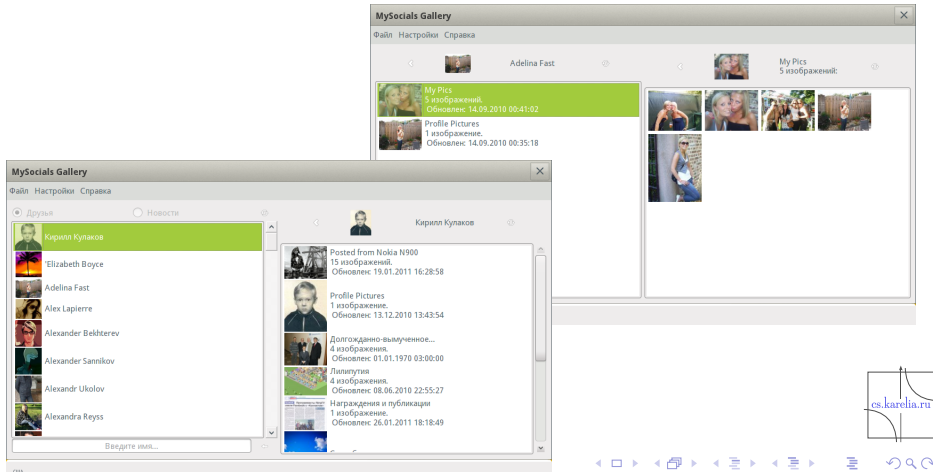 MySocials Gallery
Файл Настройки Справка
Adelina Fast
My Pics
5 изображений:
My Pics
5 изображений.
Обновлен: 14.09.2010 00:41:02
Profile Pictures
1 изображение.
Обновлен: 14.09.2010 00:35:18
MySocials Gallery
Файл Настройки Справка
Друзья Новости
Кирилл Кулаков
Кирилл Кулаков
'Elizabeth Boyce
Adelina Fast
Alex Lapierre
Alexander Bekhterev
Alexander Sannikov
Alexandr Ukolov
Alexandra Reyss
Введите имя...
Posted from Nokia N900
15 изображений.
Обновлен: 19.01.2011 16:28:58
Profile Pictures
1 изображение.
Обновлен: 13.12.2010 13:43:54
Долгожданно-вымученное...
4 изображения.
Обновлен: 01.01.1970 03:00:00
Лилипутия
4 изображения.
Обновлен: 08.06.2010 22:55:27
Награждения и публикации
1 изображение.
Обновлен: 26.01.2011 18:18:49
cs.karelia.ru